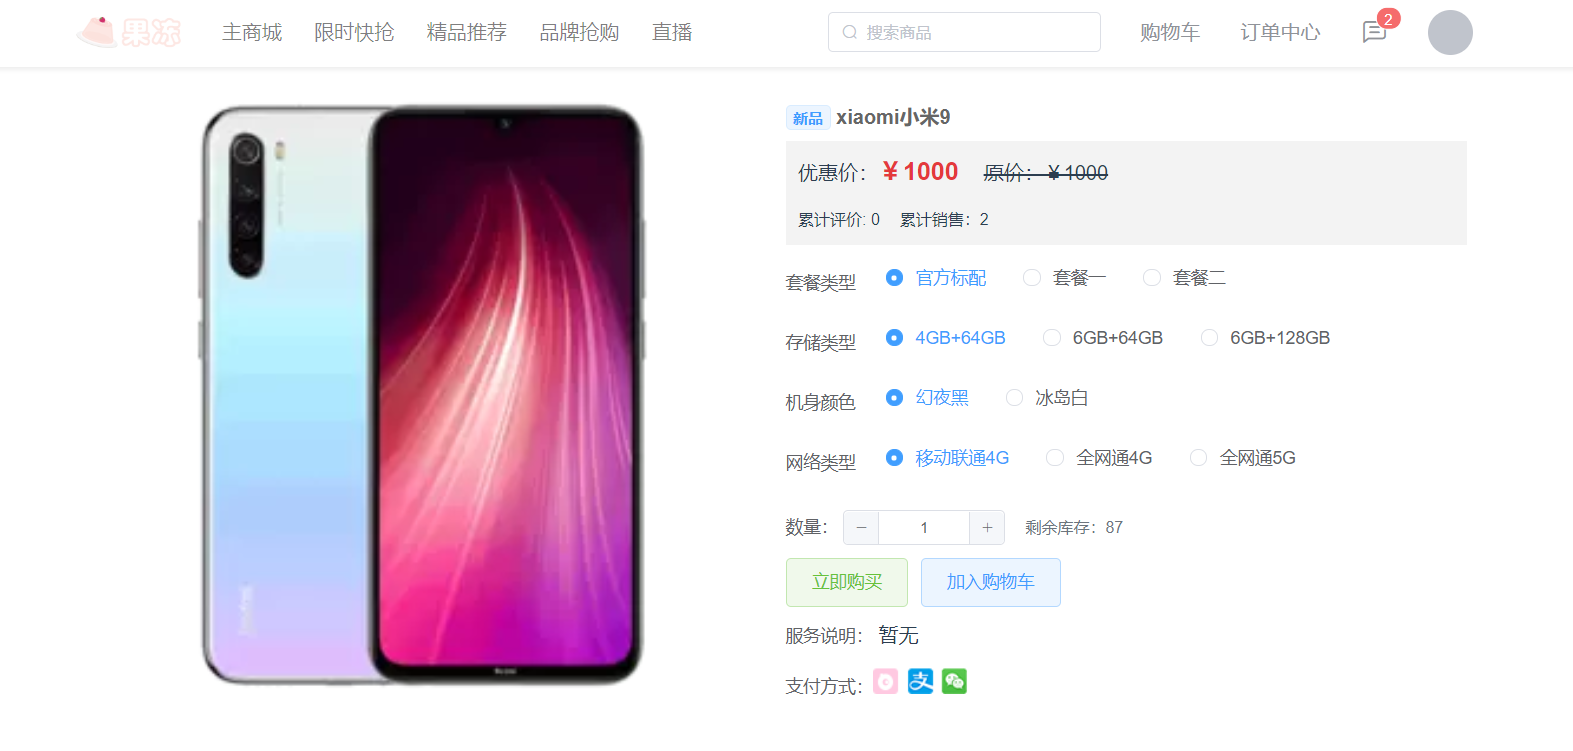 果冻 主商城 限时快抢 精品推荐 品牌抢购 直播 搜索商品 购物车 订单中心 2
新品 xiaomi小米9
优惠价： ¥ 1000 原价：¥ 1000
累计评价: 0 累计销售：2
套餐类型 官方标配 套餐一 套餐二
存储类型 4GB+64GB 6GB+64GB 6GB+128GB
机身颜色 幻夜黑 冰岛白
网络类型 移动联通4G 全网通4G 全网通5G
数量： − 1 + 剩余库存：87
立即购买 加入购物车
服务说明： 暂无
支付方式： 支